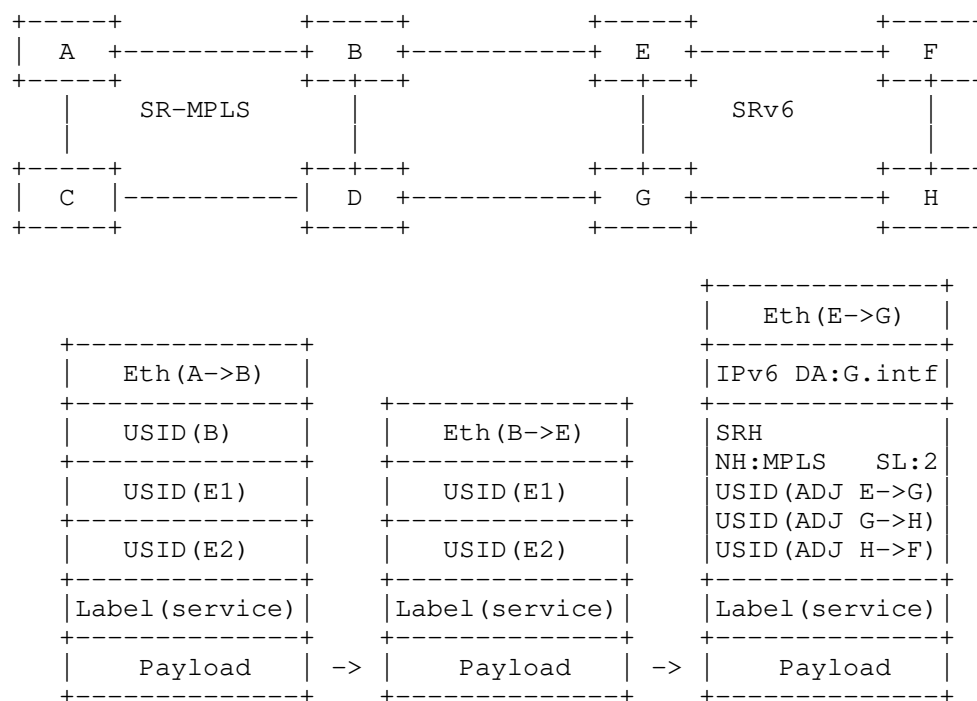 A B E F
SR-MPLS SRv6
C D G H
Eth(E->G)
Eth(A->B) IPv6 DA:G.intf
USID(B) Eth(B->E) SRH
NH:MPLS SL:2
USID(E1) USID(E1) USID(ADJ E->G)
USID(ADJ G->H)
USID(E2) USID(E2) USID(ADJ H->F)
Label(service) Label(service) Label(service)
Payload -> Payload -> Payload